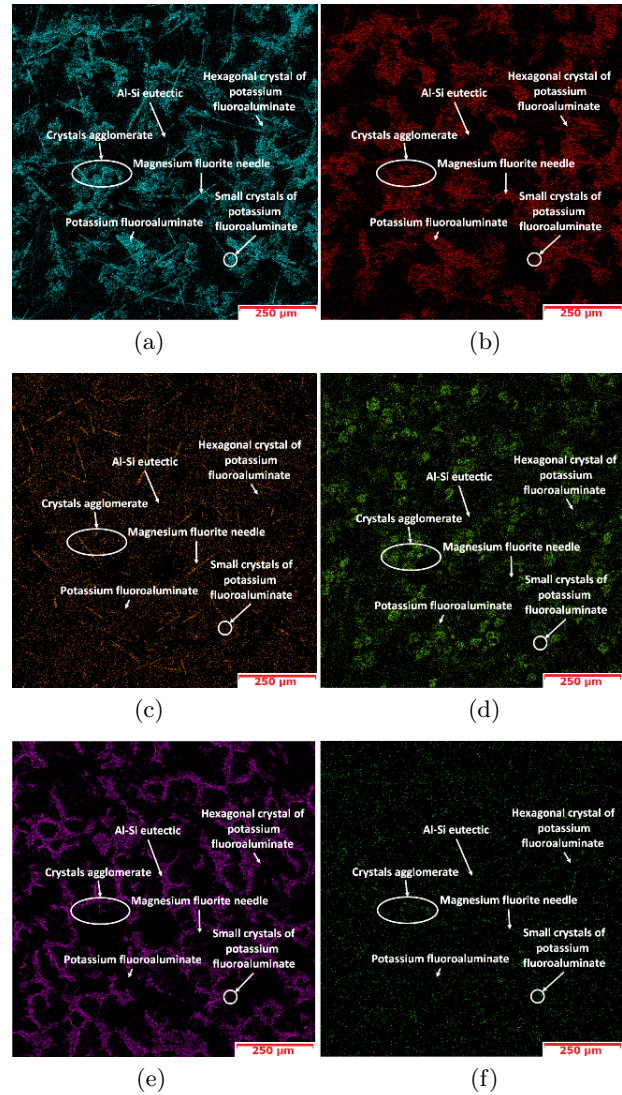 Hexagonal crystal of
potassium
fluoroaluminate
Al-Si eutectic
Crystals agglomerate
Magnesium fluorite needle
Small crystals of
potassium
fluoroaluminate
Potassium fluoroaluminate
250 µm
(a)
Hexagonal crystal of
potassium
fluoroaluminate
Al-Si eutectic
Crystals agglomerate
Magnesium fluorite needle
Small crystals of
potassium
fluoroaluminate
Potassium fluoroaluminate
250 µm
(b)
Hexagonal crystal of
potassium
fluoroaluminate
Al-Si eutectic
Crystals agglomerate
Magnesium fluorite needle
Small crystals of
potassium
fluoroaluminate
Potassium fluoroaluminate
250 µm
(c)
Hexagonal crystal of
potassium
fluoroaluminate
Al-Si eutectic
Crystals agglomerate
Magnesium fluorite needle
Small crystals of
potassium
fluoroaluminate
Potassium fluoroaluminate
250 µm
(d)
Hexagonal crystal of
potassium
fluoroaluminate
Al-Si eutectic
Crystals agglomerate
Magnesium fluorite needle
Small crystals of
potassium
fluoroaluminate
Potassium fluoroaluminate
250 µm
(e)
Hexagonal crystal of
potassium
fluoroaluminate
Al-Si eutectic
Crystals agglomerate
Magnesium fluorite needle
Small crystals of
potassium
fluoroaluminate
Potassium fluoroaluminate
250 µm
(f)